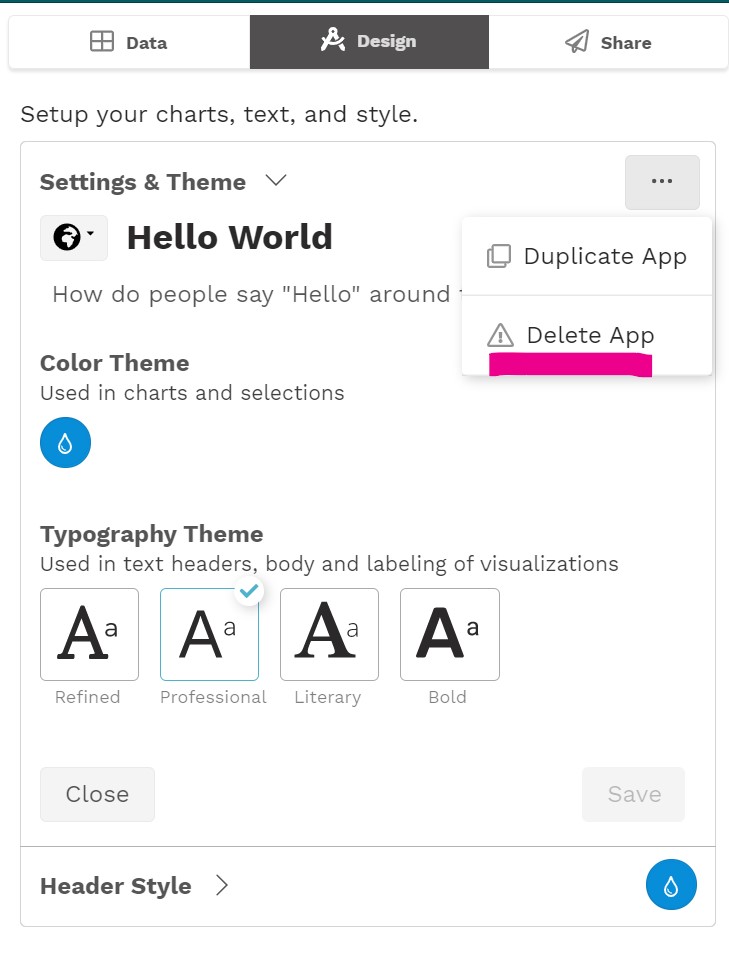 Data
Design
Share
Setup your charts, text, and style.
Settings & Theme
...
Hello World
Duplicate App
How do people say "Hello" around
Delete App
Color Theme
Used in charts and selections
Typography Theme
Used in text headers, body and labeling of visualizations
Aa
Aa
Aa
Aa
Refined
Professional
Literary
Bold
Close
Save
Header Style